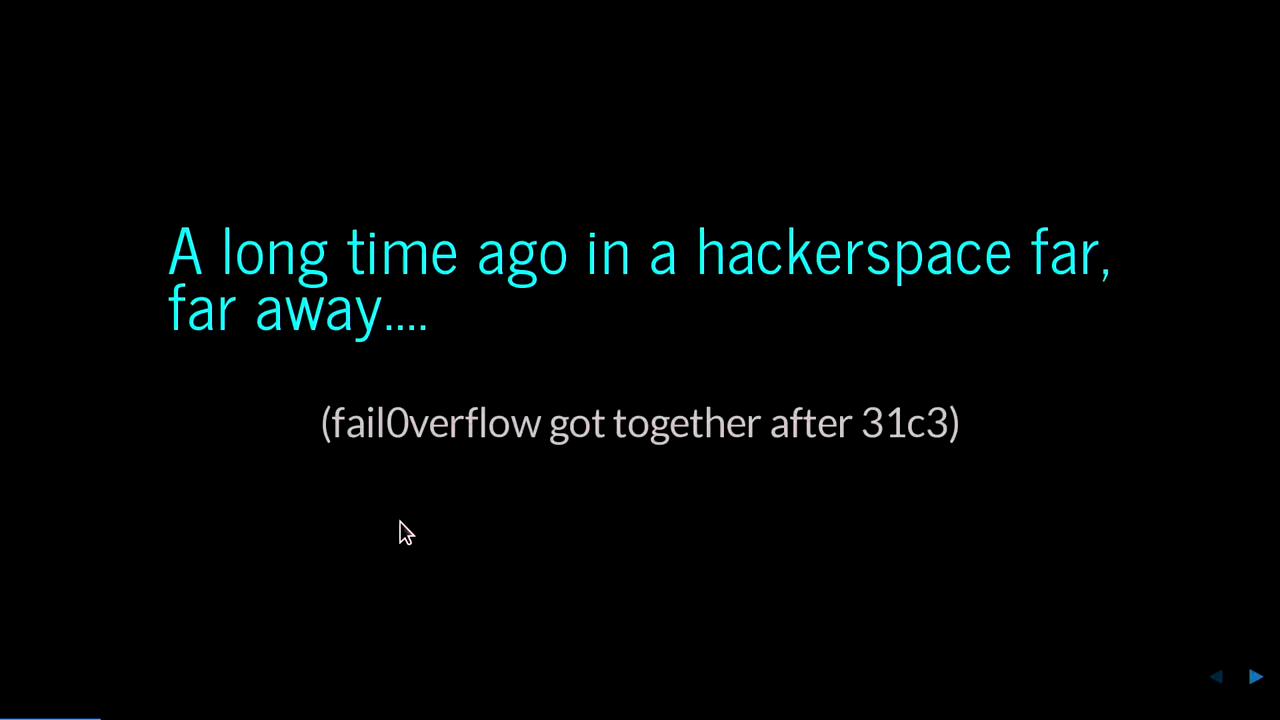 A long time ago in a hackerspace far,
far away....
(fail0verflow got together after 31c3)